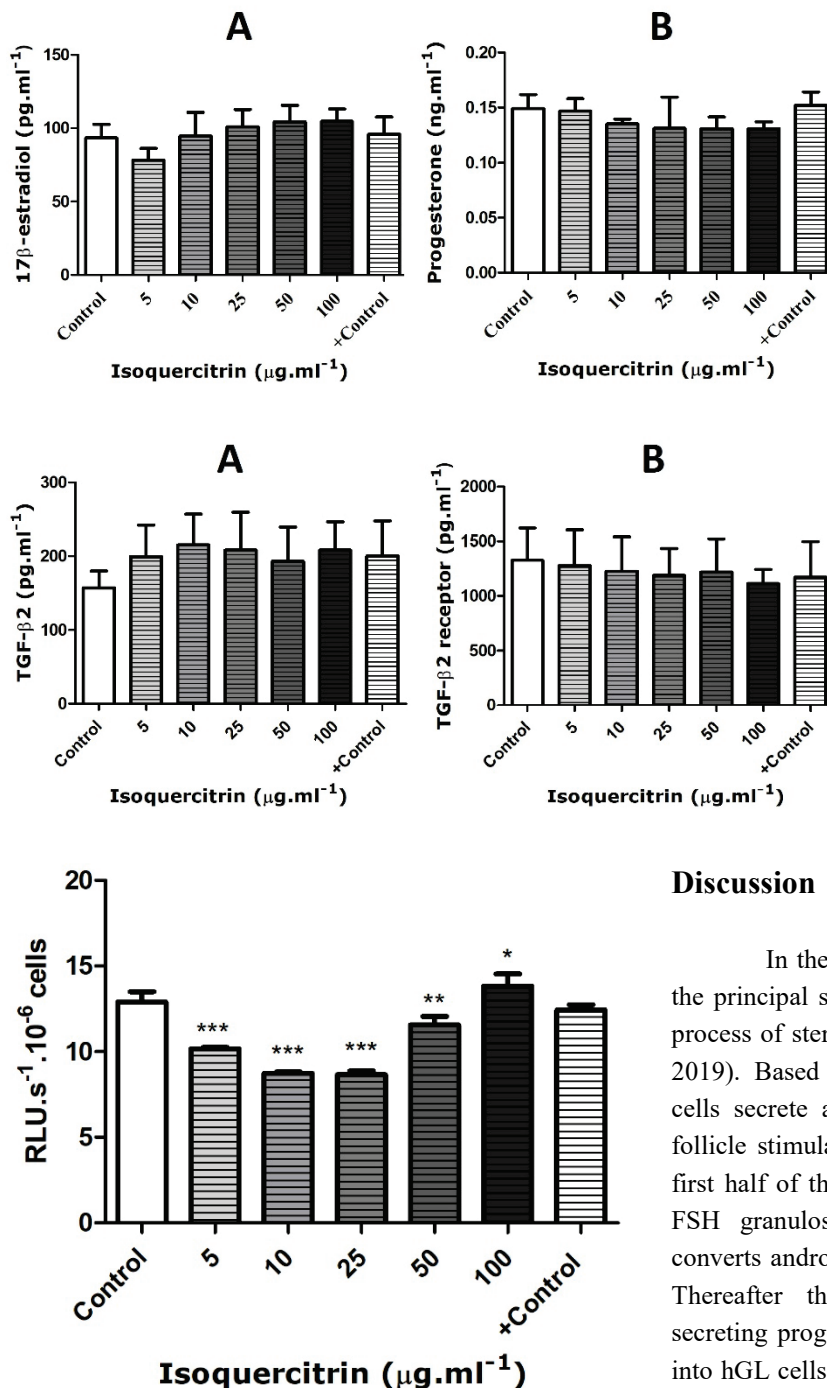 A
17β-estradiol (pg.ml⁻¹)
150
100
50
0
Control 5 10 25 50 100 +Control
Isoquercitrin (μg.ml⁻¹)
B
Progesterone (ng.ml⁻¹)
0.20
0.15
0.10
0.05
0.00
Control 5 10 25 50 100 +Control
Isoquercitrin (μg.ml⁻¹)
A
TGF-β2 (pg.ml⁻¹)
300
200
100
0
Control 5 10 25 50 100 +Control
Isoquercitrin (μg.ml⁻¹)
B
TGF-β2 receptor (pg.ml⁻¹)
2000
1500
1000
500
0
Control 5 10 25 50 100 +Control
Isoquercitrin (μg.ml⁻¹)
RLU.s⁻¹.10⁻⁶ cells
20
15
10
5
0
*** *** *** ** *
Control 5 10 25 50 100 +Control
Isoquercitrin (μg.ml⁻¹)
Discussion
In the
the principal s
process of ster
2019). Based
cells secrete a
follicle stimula
first half of th
FSH granulos
converts andro
Thereafter th
secreting prog
into hGL cells